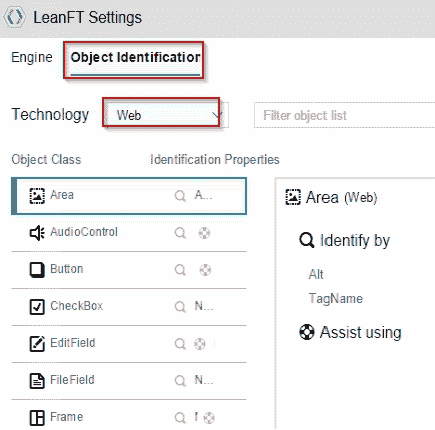 LeanFT Settings
Engine Object Identification
Technology Web Filter object list
Object Class Identification Properties
Area A...
Area (Web)
AudioControl
Identify by
Button
Alt
TagName
CheckBox N...
EditField
Assist using
FileField N...
Frame